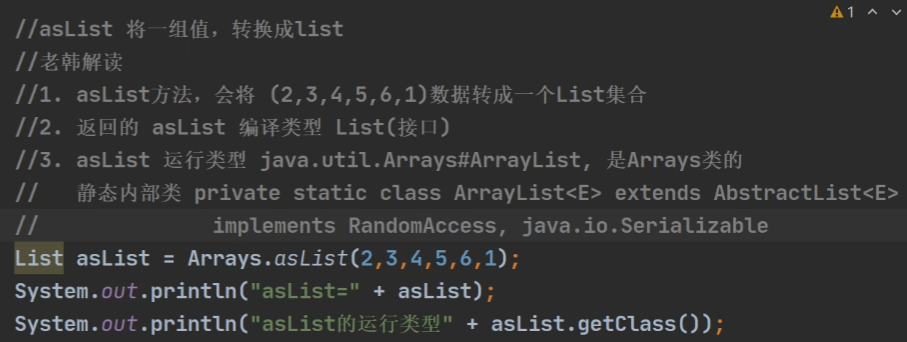 1
//asList 将一组值，转换成list
//老韩解读
//1. asList方法，会将 (2,3,4,5,6,1)数据转成一个List集合
//2. 返回的 asList 编译类型 List(接口)
//3. asList 运行类型 java.util.Arrays#ArrayList, 是Arrays类的
//   静态内部类 private static class ArrayList<E> extends AbstractList<E>
//              implements RandomAccess, java.io.Serializable
List asList = Arrays.asList(2,3,4,5,6,1);
System.out.println("asList=" + asList);
System.out.println("asList的运行类型" + asList.getClass());